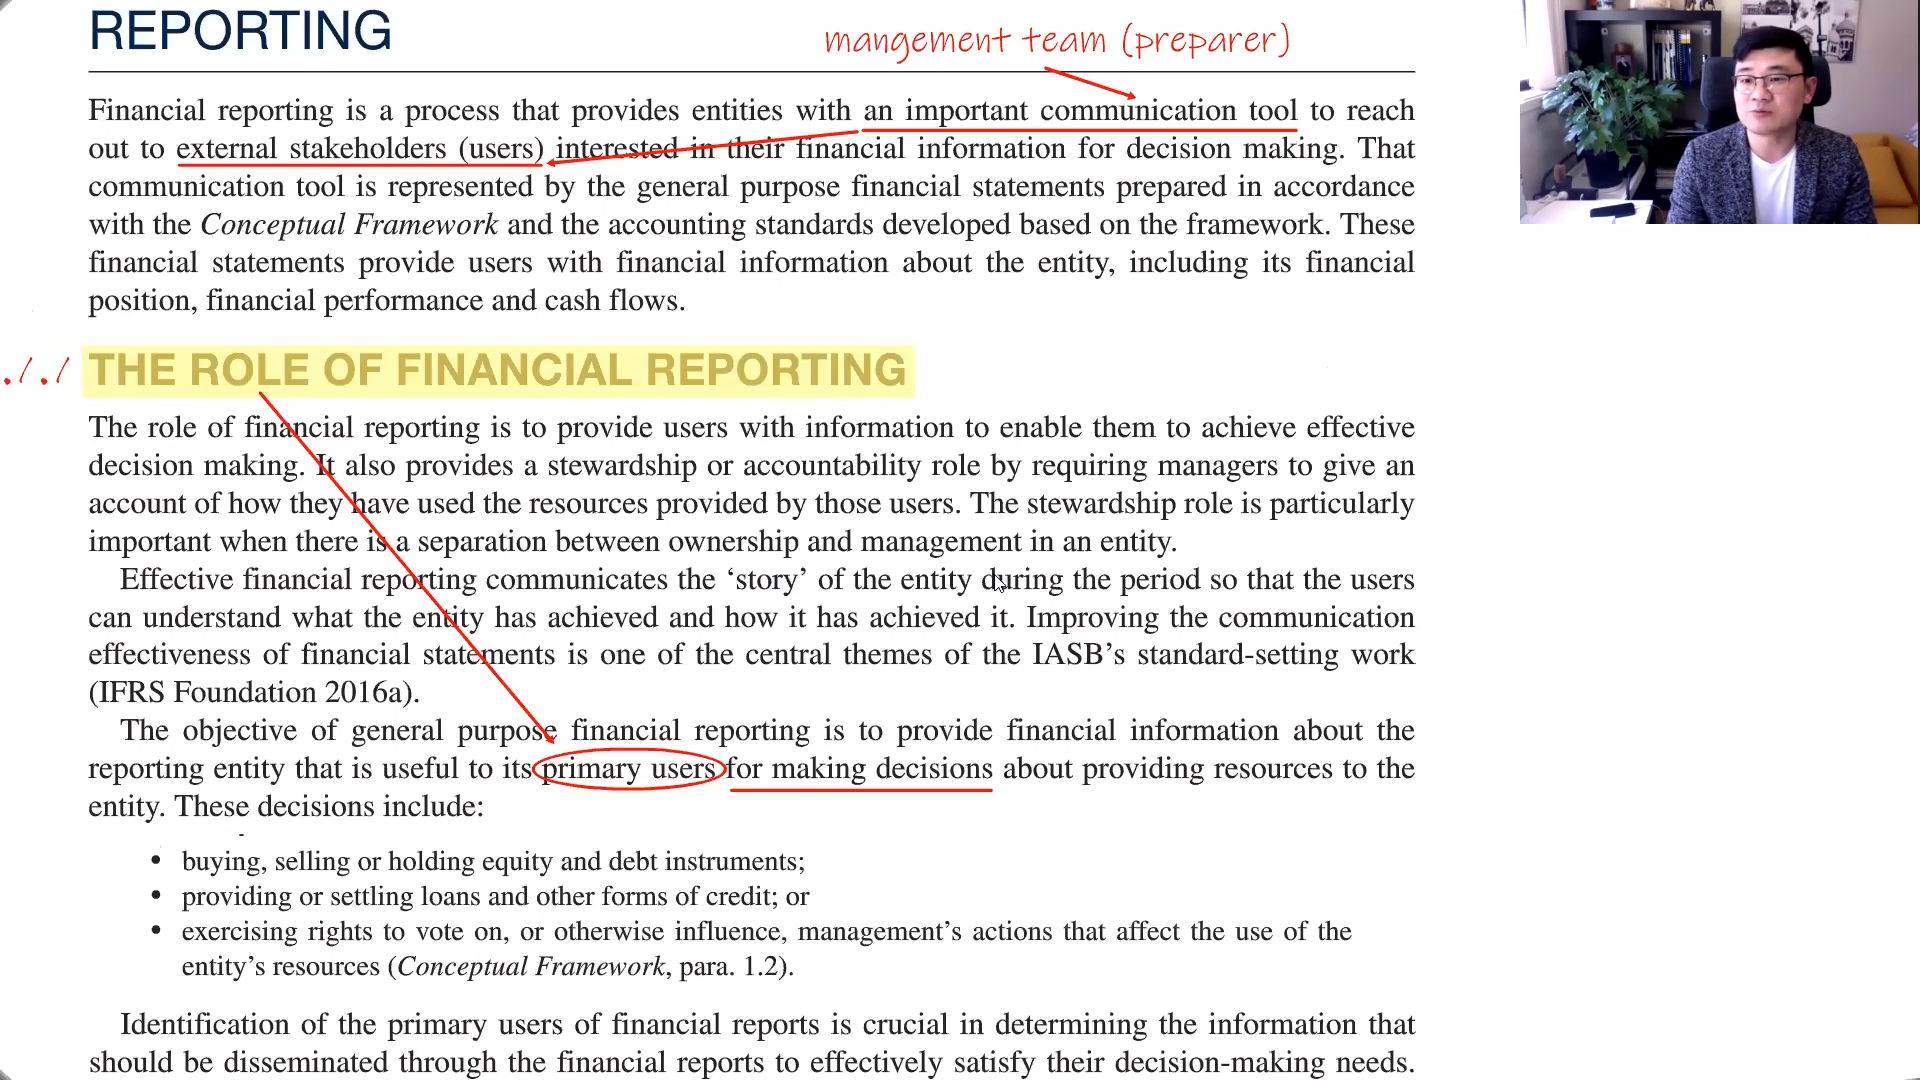 REPORTING
mangement team (preparer)
Financial reporting is a process that provides entities with an important communication tool to reach
out to external stakeholders (users) interested in their financial information for decision making. That
communication tool is represented by the general purpose financial statements prepared in accordance
with the Conceptual Framework and the accounting standards developed based on the framework. These
financial statements provide users with financial information about the entity, including its financial
position, financial performance and cash flows.
THE ROLE OF FINANCIAL REPORTING
The role of financial reporting is to provide users with information to enable them to achieve effective
decision making. It also provides a stewardship or accountability role by requiring managers to give an
account of how they have used the resources provided by those users. The stewardship role is particularly
important when there is a separation between ownership and management in an entity.
Effective financial reporting communicates the ‘story’ of the entity during the period so that the users
can understand what the entity has achieved and how it has achieved it. Improving the communication
effectiveness of financial statements is one of the central themes of the IASB’s standard-setting work
(IFRS Foundation 2016a).
The objective of general purpose financial reporting is to provide financial information about the
reporting entity that is useful to its primary users for making decisions about providing resources to the
entity. These decisions include:
• buying, selling or holding equity and debt instruments;
• providing or settling loans and other forms of credit; or
• exercising rights to vote on, or otherwise influence, management’s actions that affect the use of the
entity’s resources (Conceptual Framework, para. 1.2).
Identification of the primary users of financial reports is crucial in determining the information that
should be disseminated through the financial reports to effectively satisfy their decision-making needs.